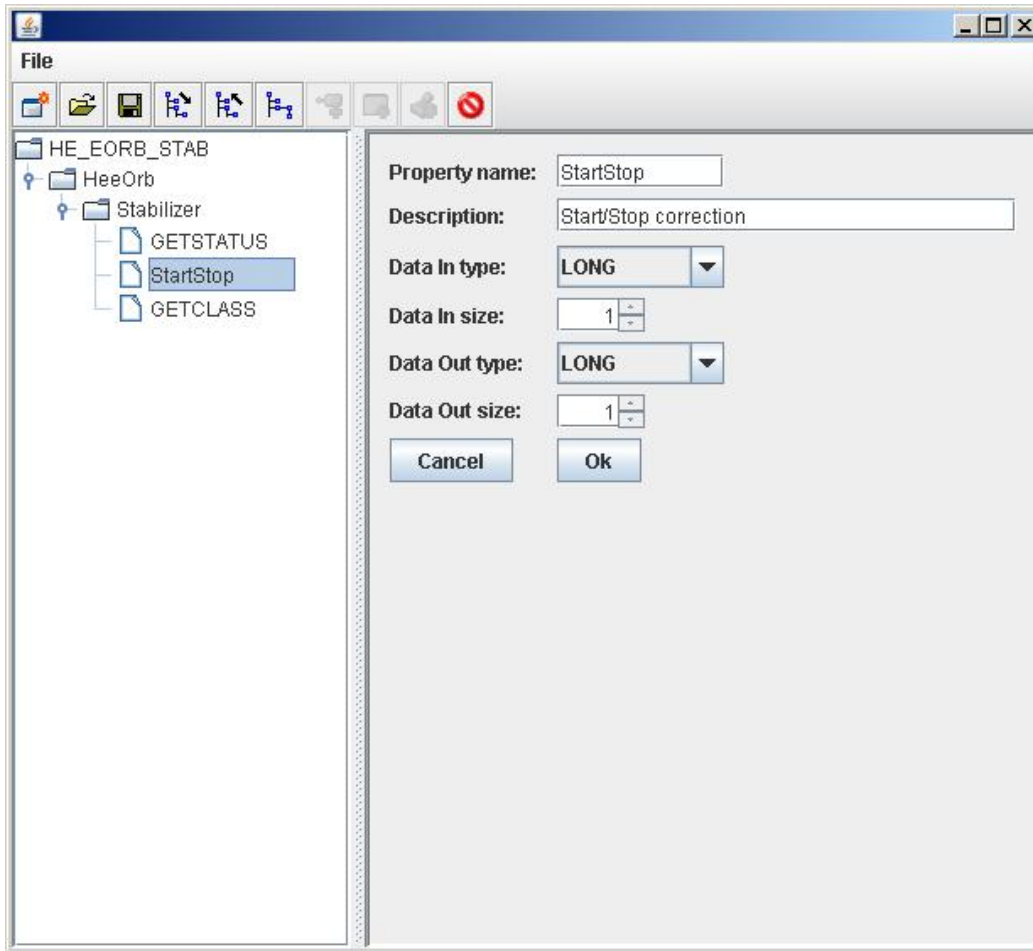 File
HE_EORB_STAB
HeeOrb
Stabilizer
GETSTATUS
StartStop
GETCLASS
Property name: StartStop
Description: Start/Stop correction
Data In type: LONG
Data In size: 1
Data Out type: LONG
Data Out size: 1
Cancel Ok